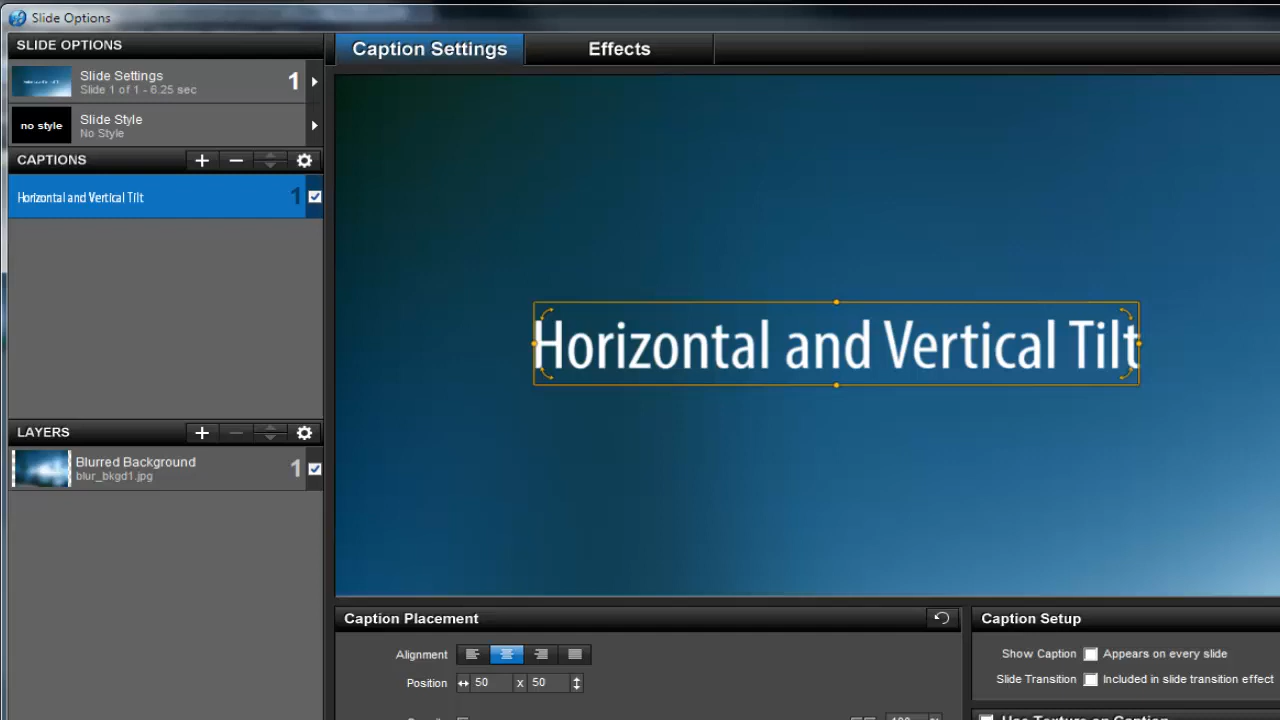 Slide Options
SLIDE OPTIONS
Slide Settings
Slide 1 of 1 - 6.25 sec
1
no style
Slide Style
No Style
CAPTIONS
Horizontal and Vertical Tilt
1
LAYERS
Blurred Background
blur_bkgd1.jpg
1
Caption Settings
Effects
Horizontal and Vertical Tilt
Caption Placement
Alignment
Position
50
x
50
Caption Setup
Show Caption
Appears on every slide
Slide Transition
Included in slide transition effect